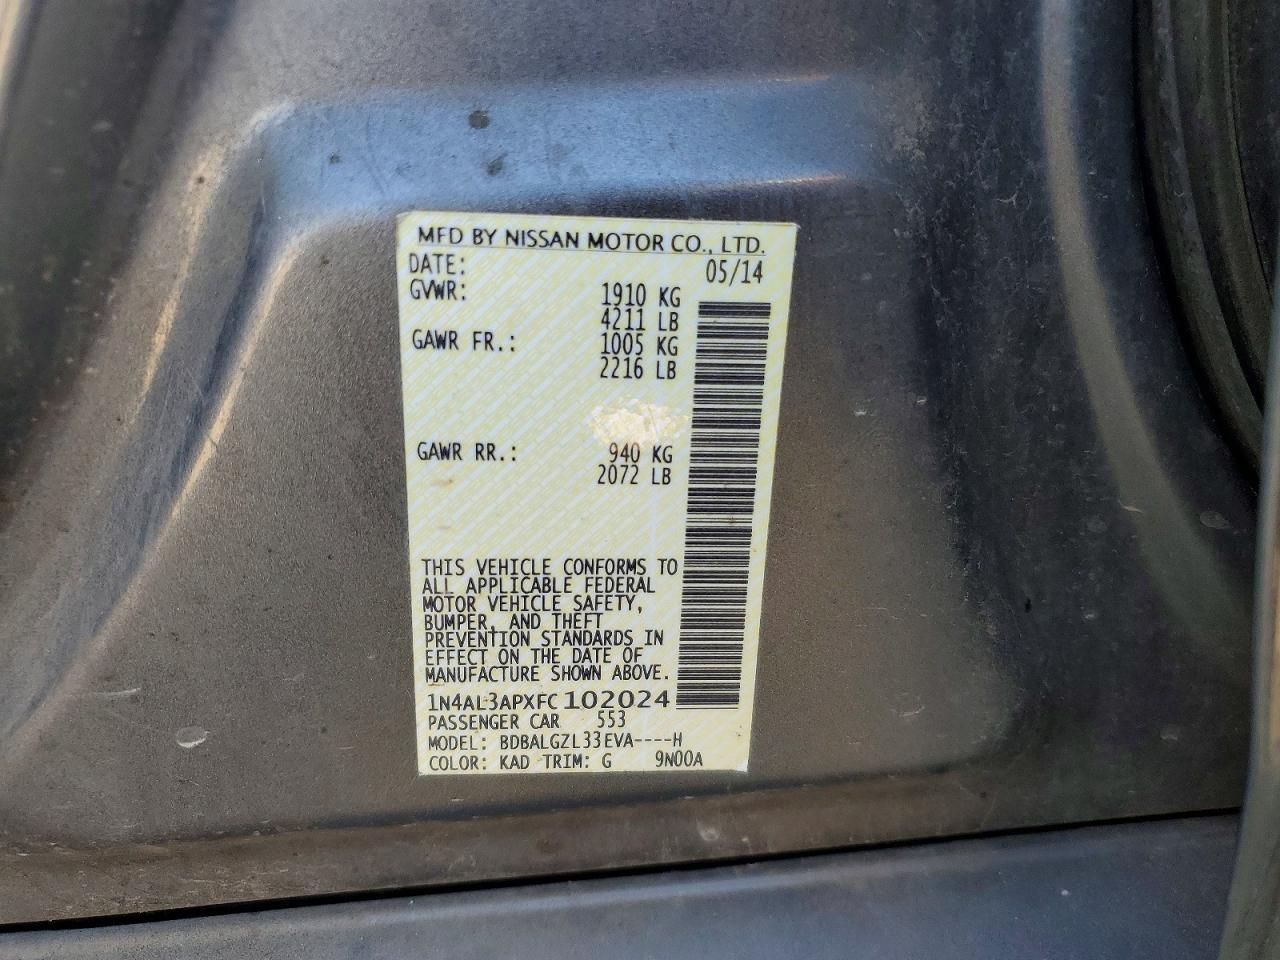 MFD BY NISSAN MOTOR CO., LTD.
DATE: 05/14
GVWR: 1910 KG
4211 LB
GAWR FR.: 1005 KG
2216 LB
GAWR RR.: 940 KG
2072 LB
THIS VEHICLE CONFORMS TO
ALL APPLICABLE FEDERAL
MOTOR VEHICLE SAFETY,
BUMPER, AND THEFT
PREVENTION STANDARDS IN
EFFECT ON THE DATE OF
MANUFACTURE SHOWN ABOVE.
1N4AL3APXFC102024
PASSENGER CAR 553
MODEL: BDBALGZL33EVA----H
COLOR: KAD TRIM: G 9N00A